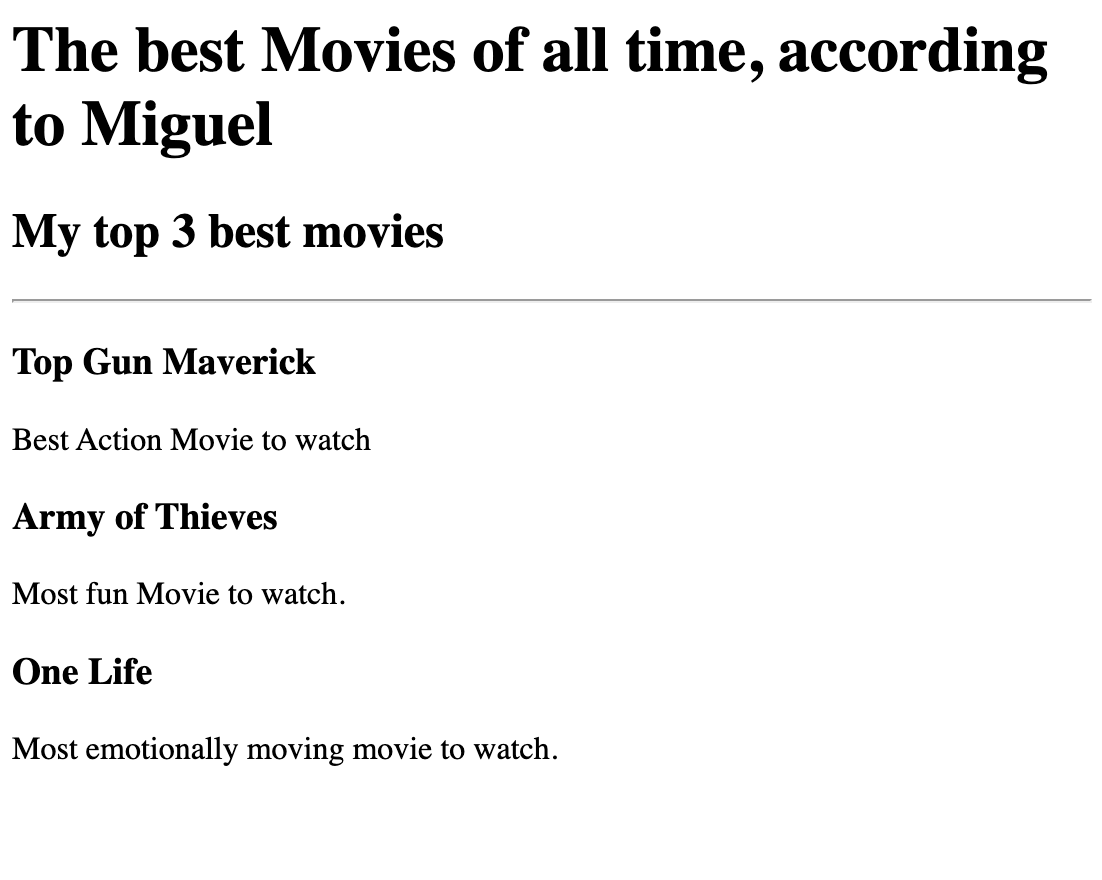 The best Movies of all time, according
to Miguel
My top 3 best movies
Top Gun Maverick
Best Action Movie to watch
Army of Thieves
Most fun Movie to watch.
One Life
Most emotionally moving movie to watch.